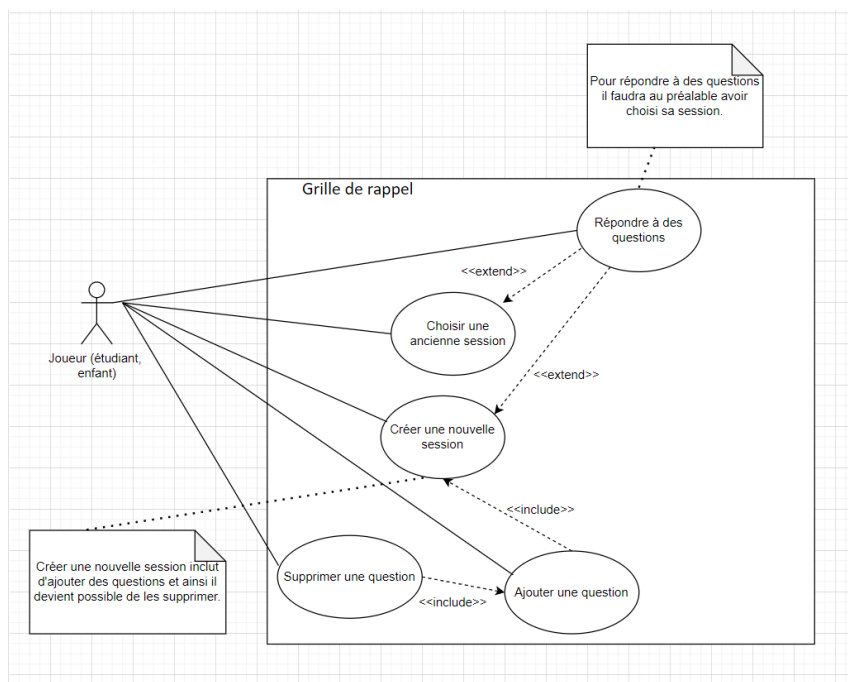 Pour répondre à des questions
il faudra au préalable avoir
choisi sa session.
Grille de rappel
Répondre à des
questions
<<extend>>
Choisir une
ancienne session
Joueur (étudiant,
enfant)
<<extend>>
Créer une nouvelle
session
<<include>>
Créer une nouvelle session inclut
d'ajouter des questions et ainsi il
devient possible de les supprimer.
Supprimer une question
<<include>>
Ajouter une question